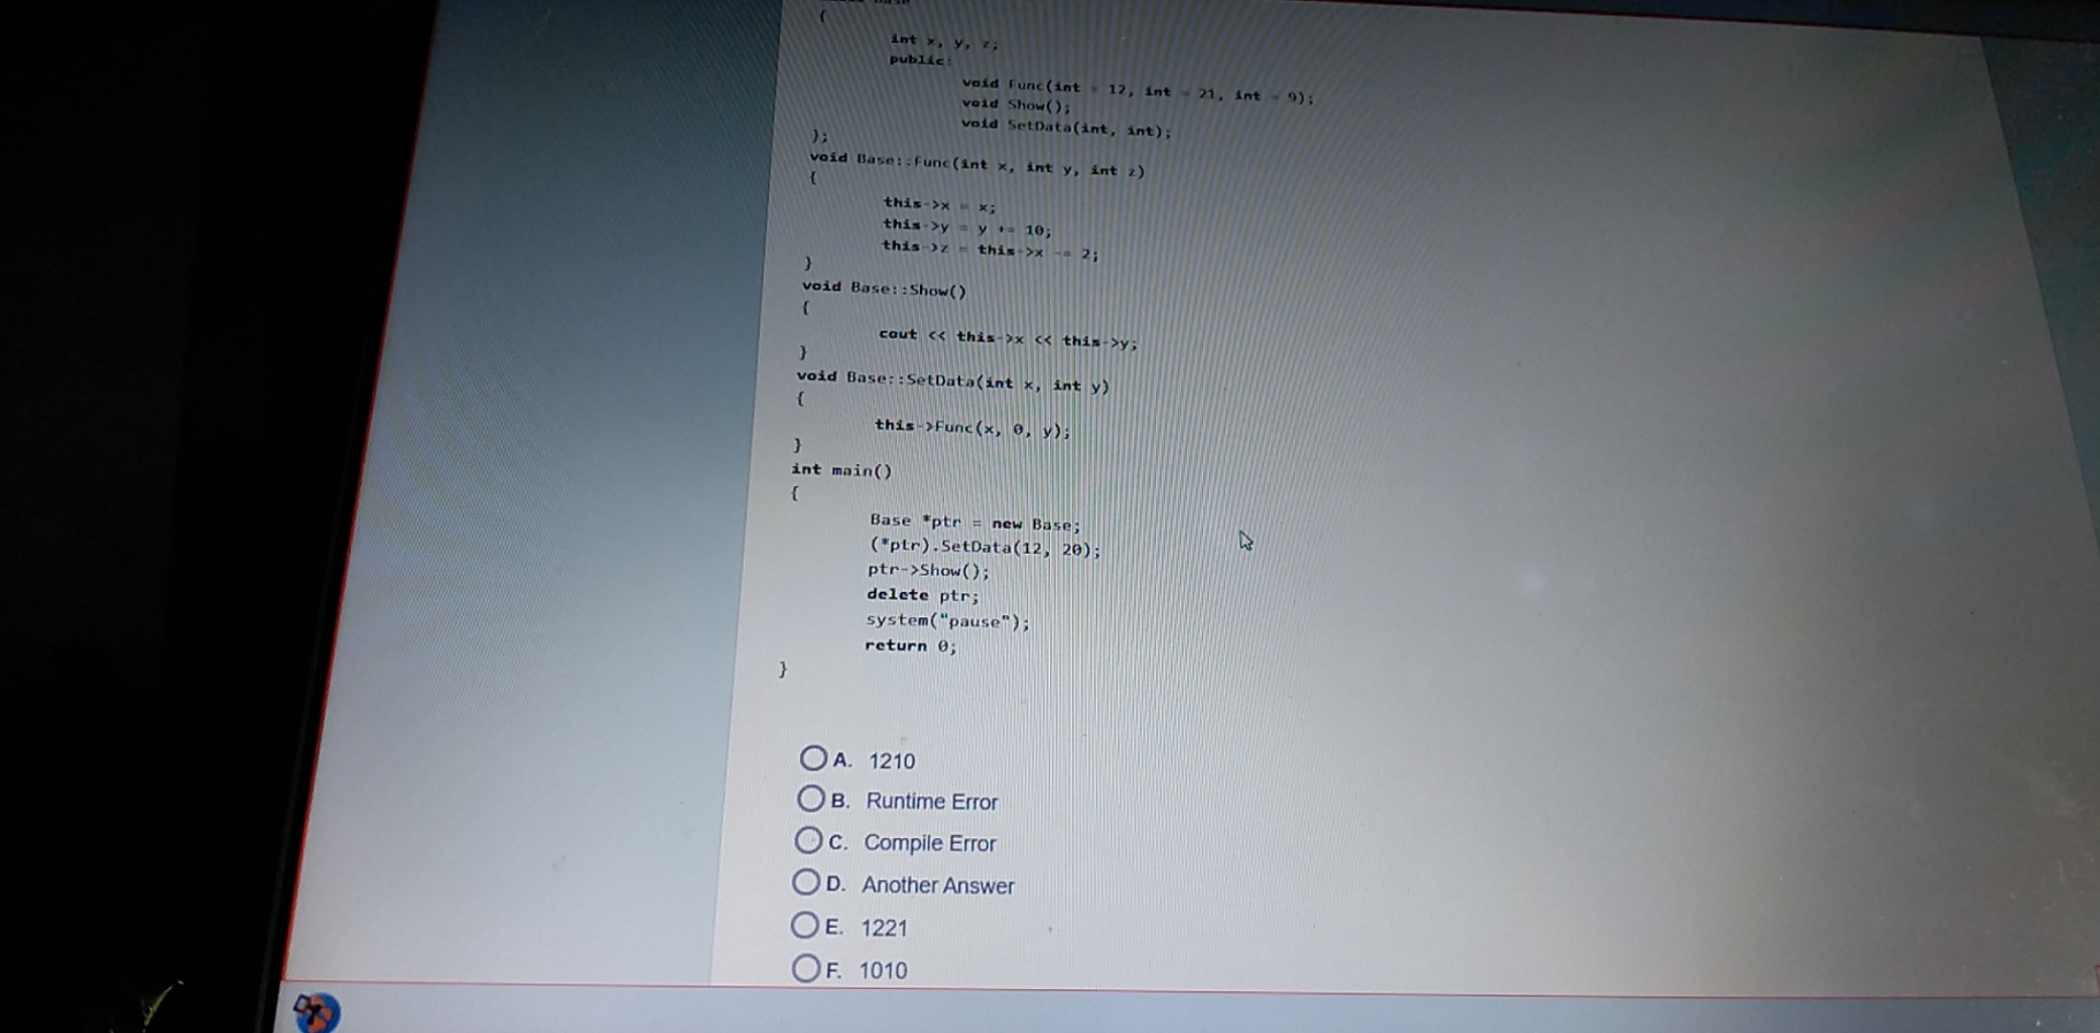 {
int x, y, z;
public:
void Func(int = 12, int = 21, int = 9);
void Show();
void SetData(int, int);
};
void Base::Func(int x, int y, int z)
{
this->x = x;
this->y = y += 10;
this->z = this->x -= 2;
}
void Base::Show()
{
cout << this->x << this->y;
}
void Base::SetData(int x, int y)
{
this->Func(x, 0, y);
}
int main()
{
Base *ptr = new Base;
(*ptr).SetData(12, 20);
ptr->Show();
delete ptr;
system("pause");
return 0;
}
A. 1210
B. Runtime Error
C. Compile Error
D. Another Answer
E. 1221
F. 1010